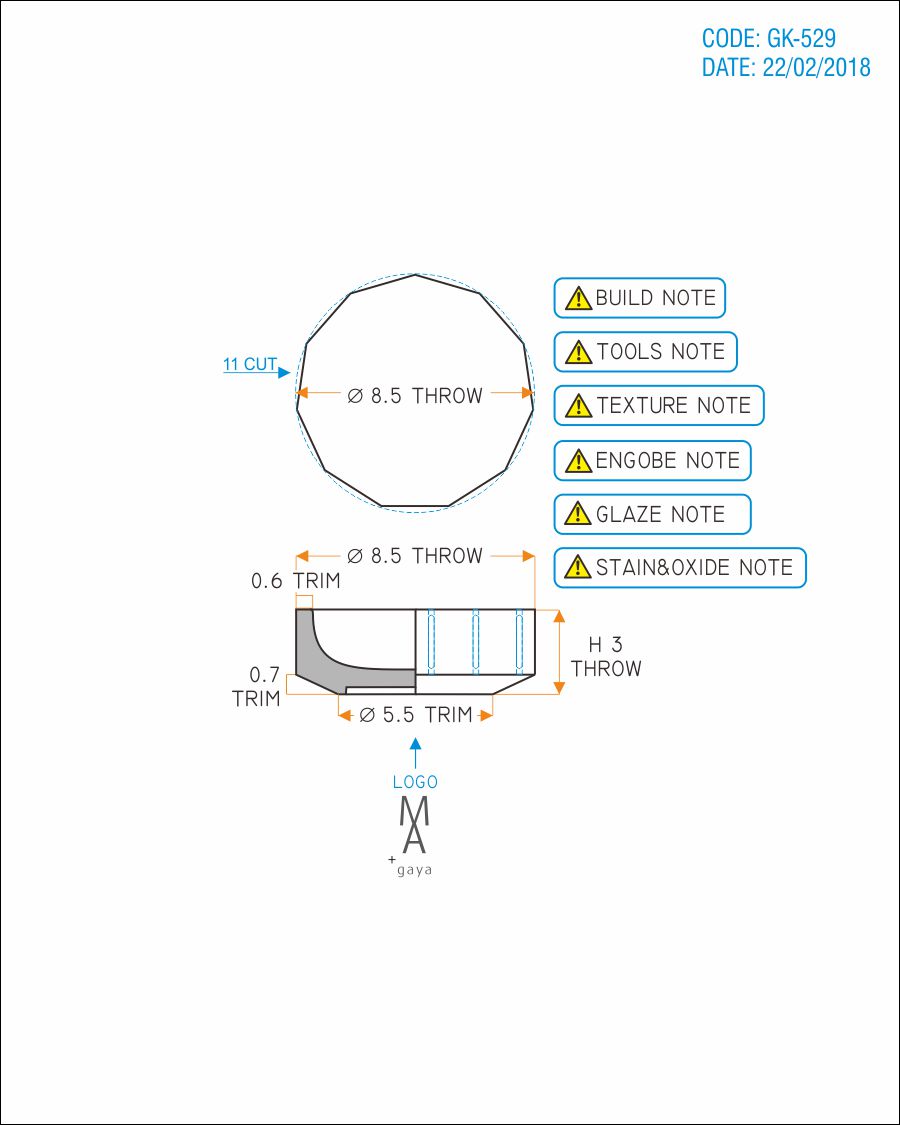 CODE: GK-529
DATE: 22/02/2018
BUILD NOTE
11 CUT
TOOLS NOTE
Ø 8.5 THROW
TEXTURE NOTE
ENGOBE NOTE
GLAZE NOTE
Ø 8.5 THROW
STAIN&OXIDE NOTE
0.6 TRIM
H 3
THROW
0.7
TRIM
Ø 5.5 TRIM
LOGO
MA
+gaya